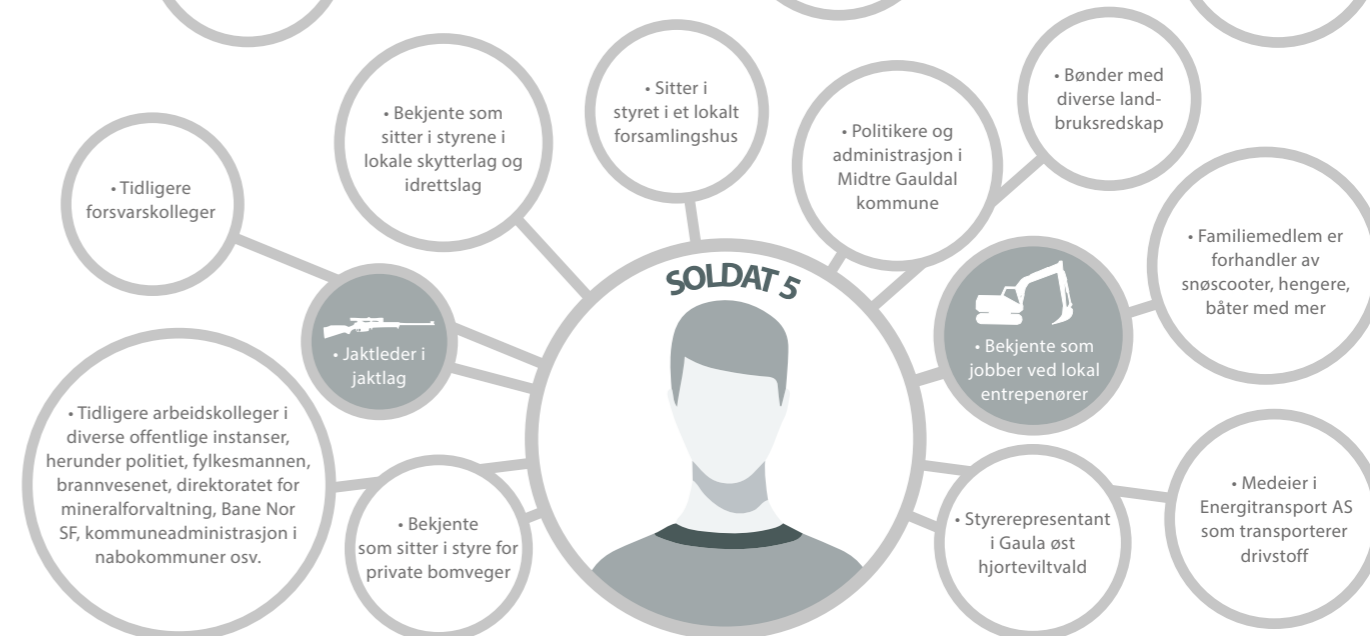 • Bekjente som
sitter i styrene i
lokale skytterlag og
idrettslag
• Sitter i
styret i et lokalt
forsamlingshus
• Politikere og
administrasjon i
Midtre Gauldal
kommune
• Bønder med
diverse land-
bruksredskap
• Tidligere
forsvarskolleger
SOLDAT 5
• Familiemedlem er
forhandler av
snøscooter, hengere,
båter med mer
• Jaktleder i
jaktlag
• Bekjente som
jobber ved lokal
entrepenører
• Tidligere arbeidskolleger i
diverse offentlige instanser,
herunder politiet, fylkesmannen,
brannvesenet, direktoratet for
mineralforvaltning, Bane Nor
SF, kommuneadministrasjon i
nabokommuner osv.
• Bekjente
som sitter i styre for
private bomveger
• Styrerepresentant
i Gaula øst
hjorteviltvald
• Medeier i
Energitransport AS
som transporterer
drivstoff